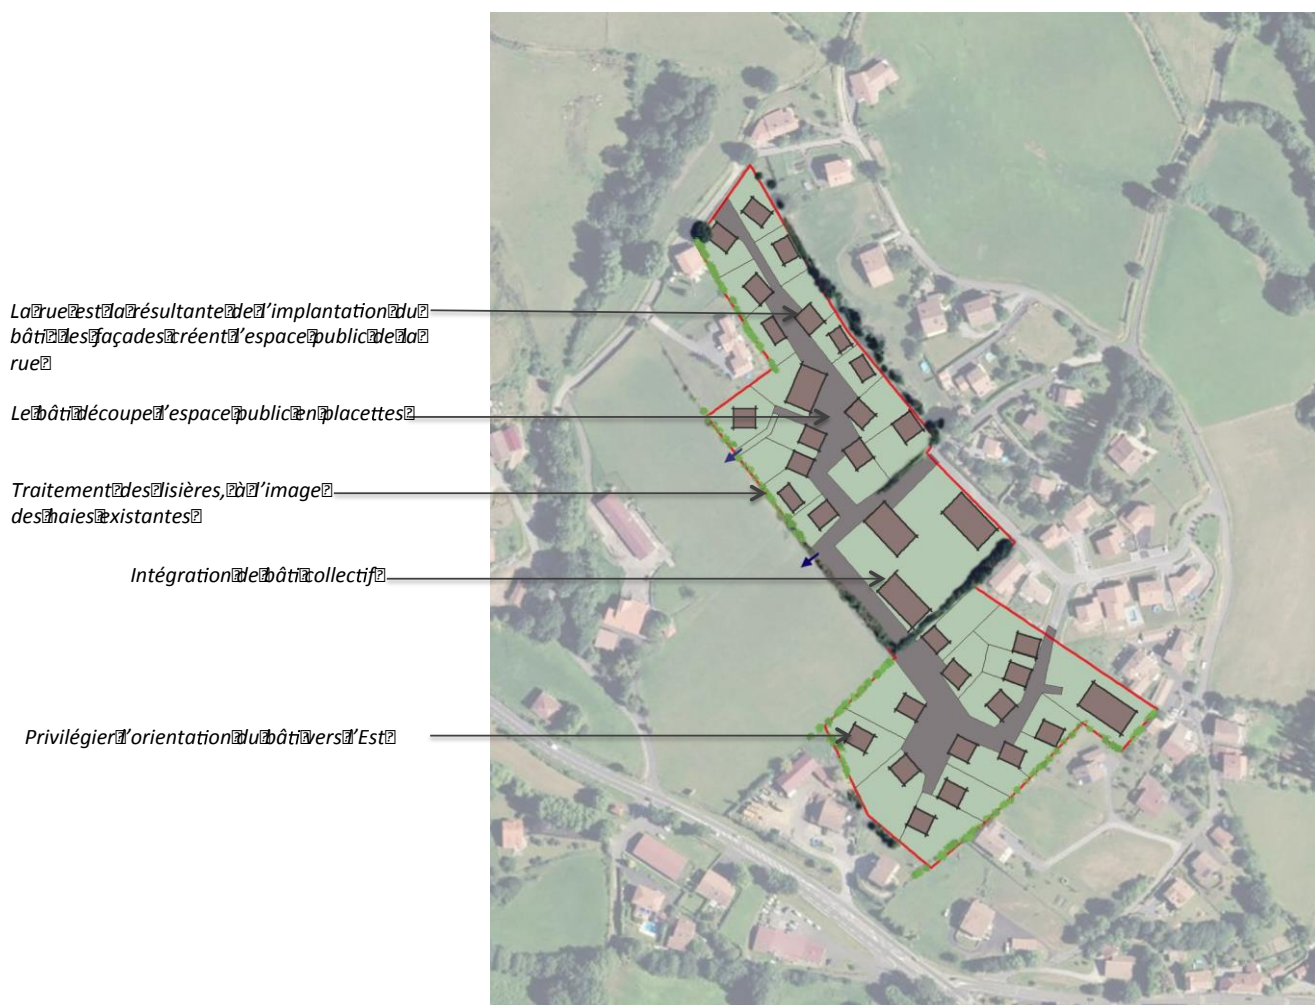 La rue est la résultante de l'implantation du
bâti : les façades créent l'espace public de la
rue
Le bâti découpe l'espace public en placettes
Traitement des lisières, à l'image
des haies existantes
Intégration de bâti collectif
Privilégier l'orientation du bâti vers l'Est